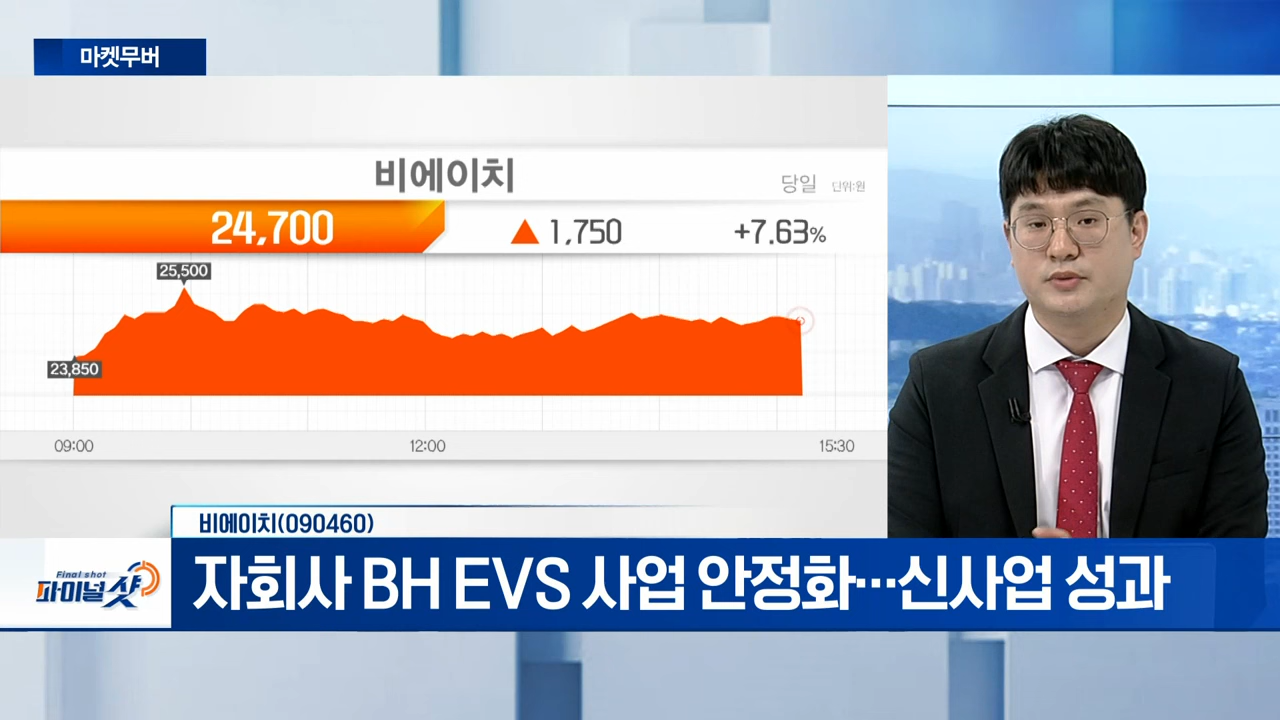 마켓무버
비에이치
당일 단위:원
24,700 ▲ 1,750 +7.63%
25,500
23,850
09:00 12:00 15:30
비에이치(090460)
Final shot
파이널샷
자회사 BH EVS 사업 안정화…신사업 성과